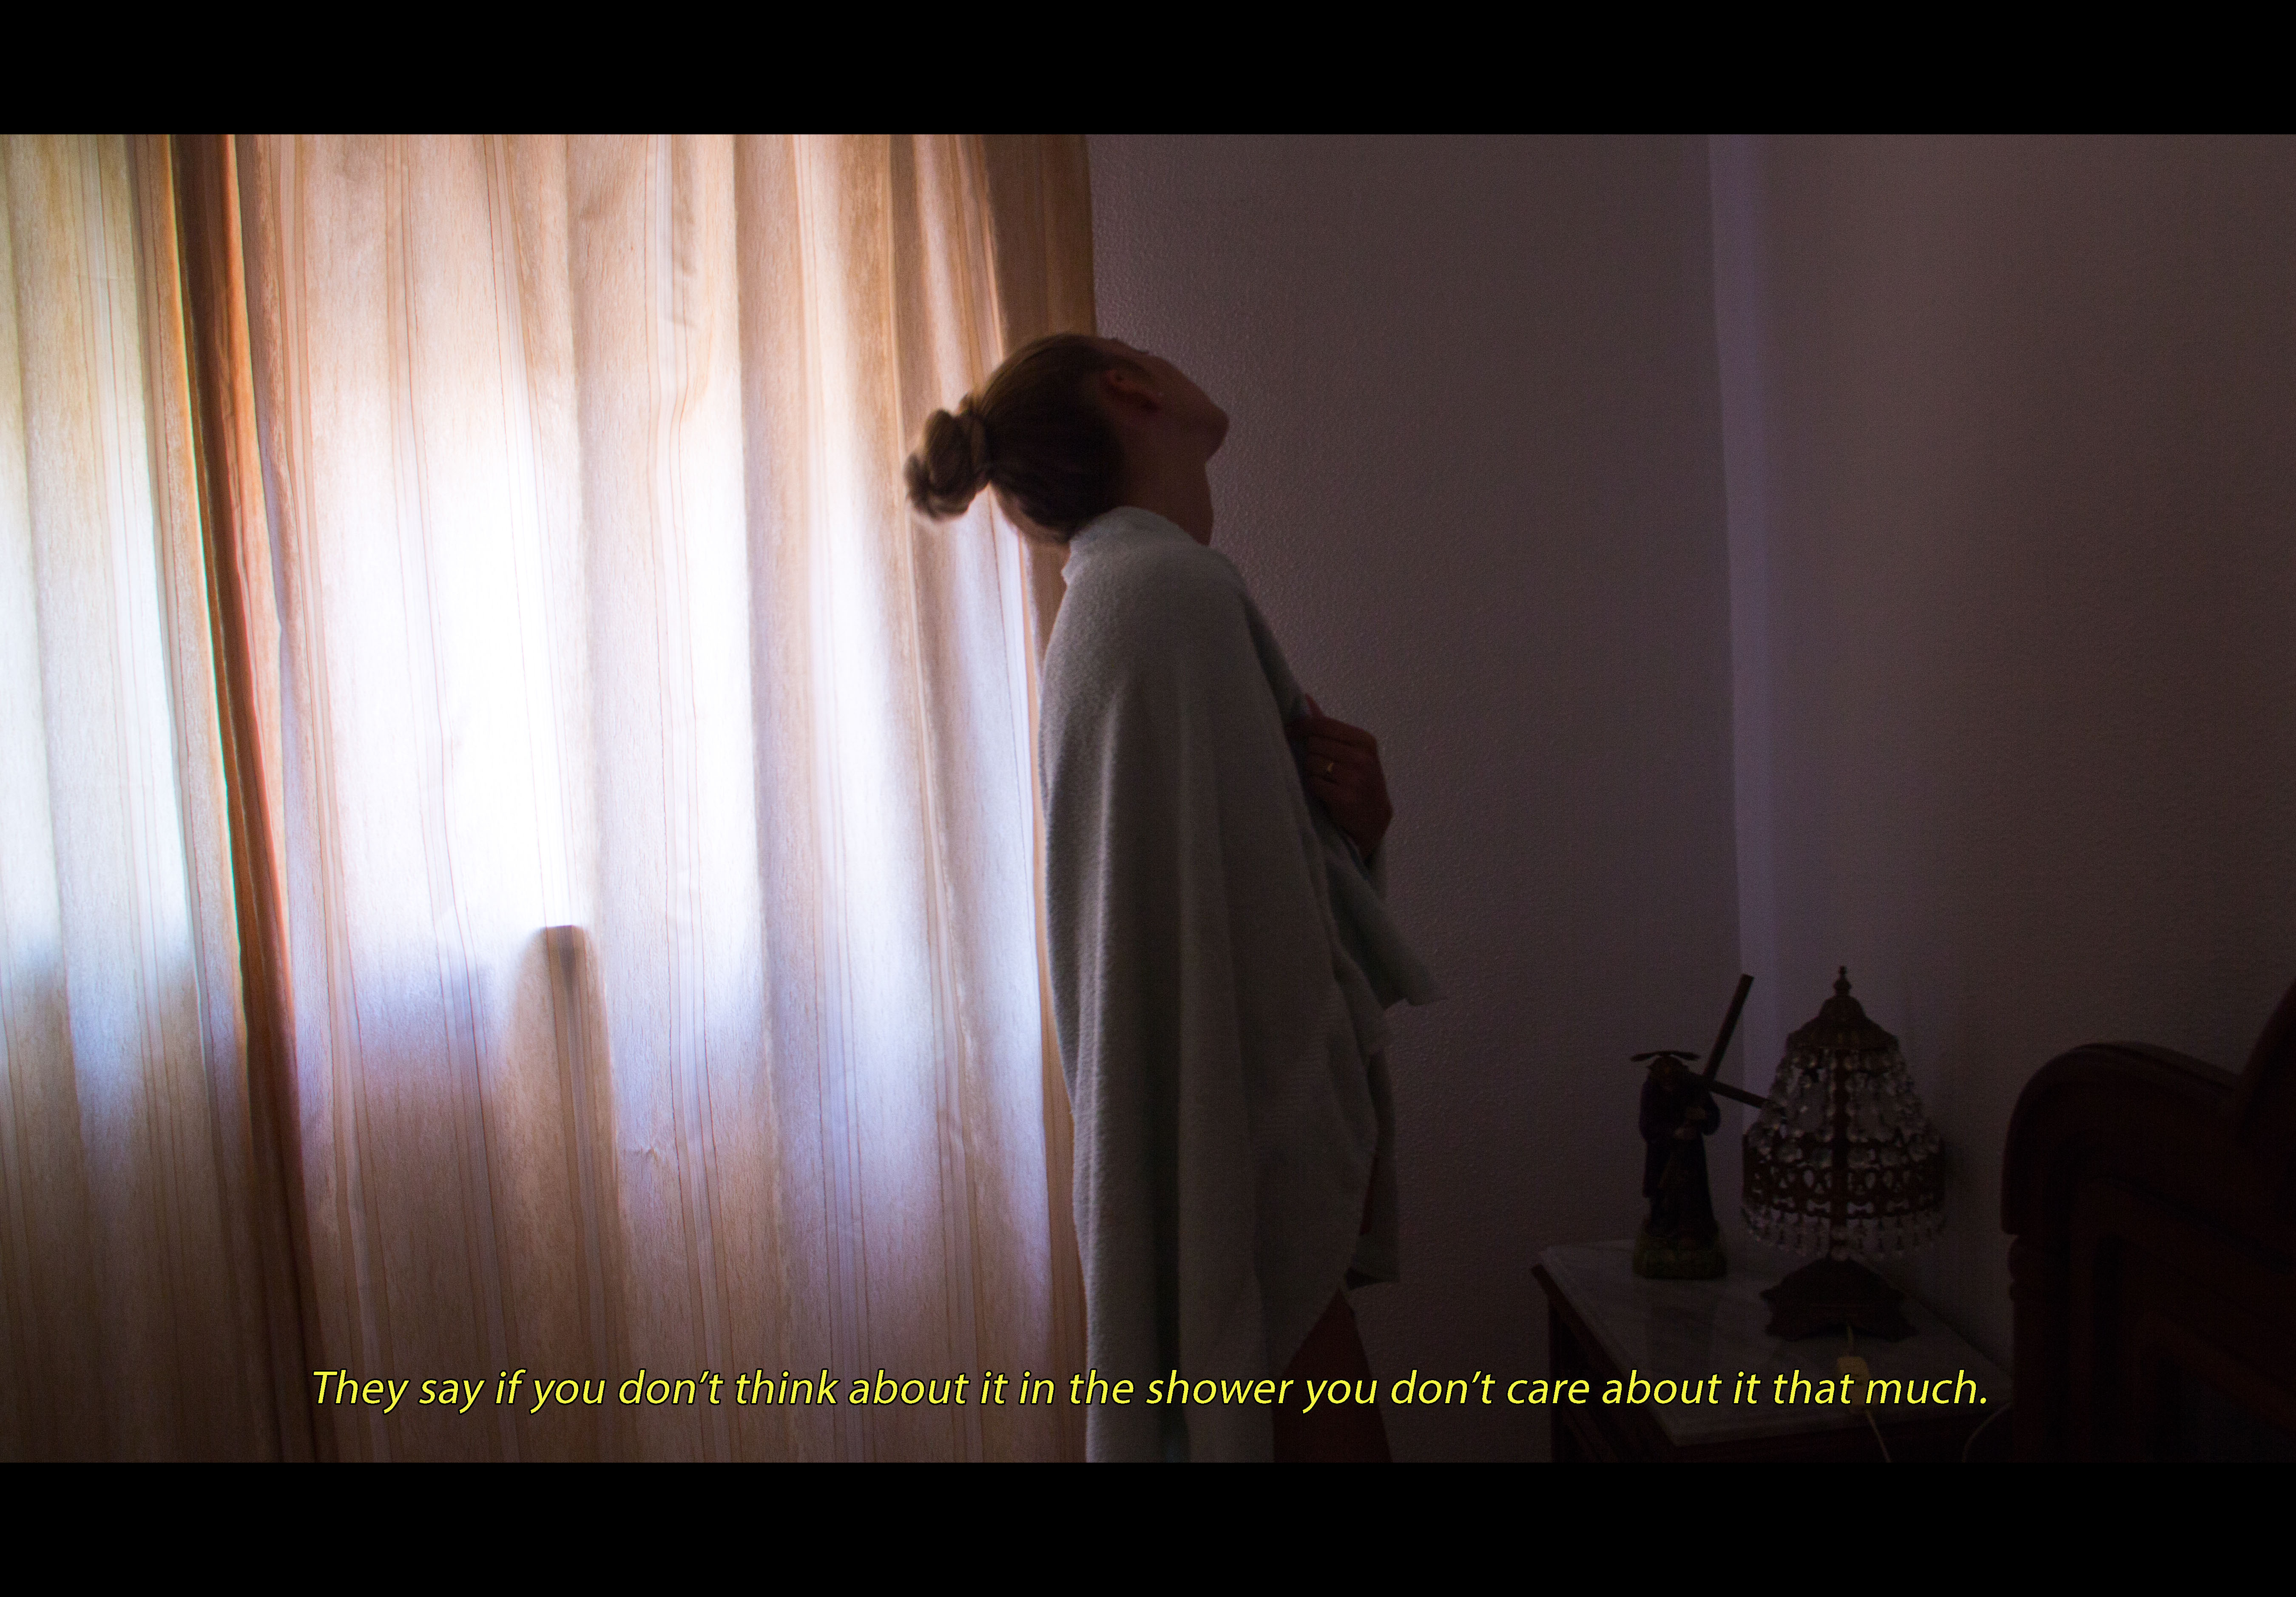 They say if you don’t think about it in the shower you don’t care about it that much.